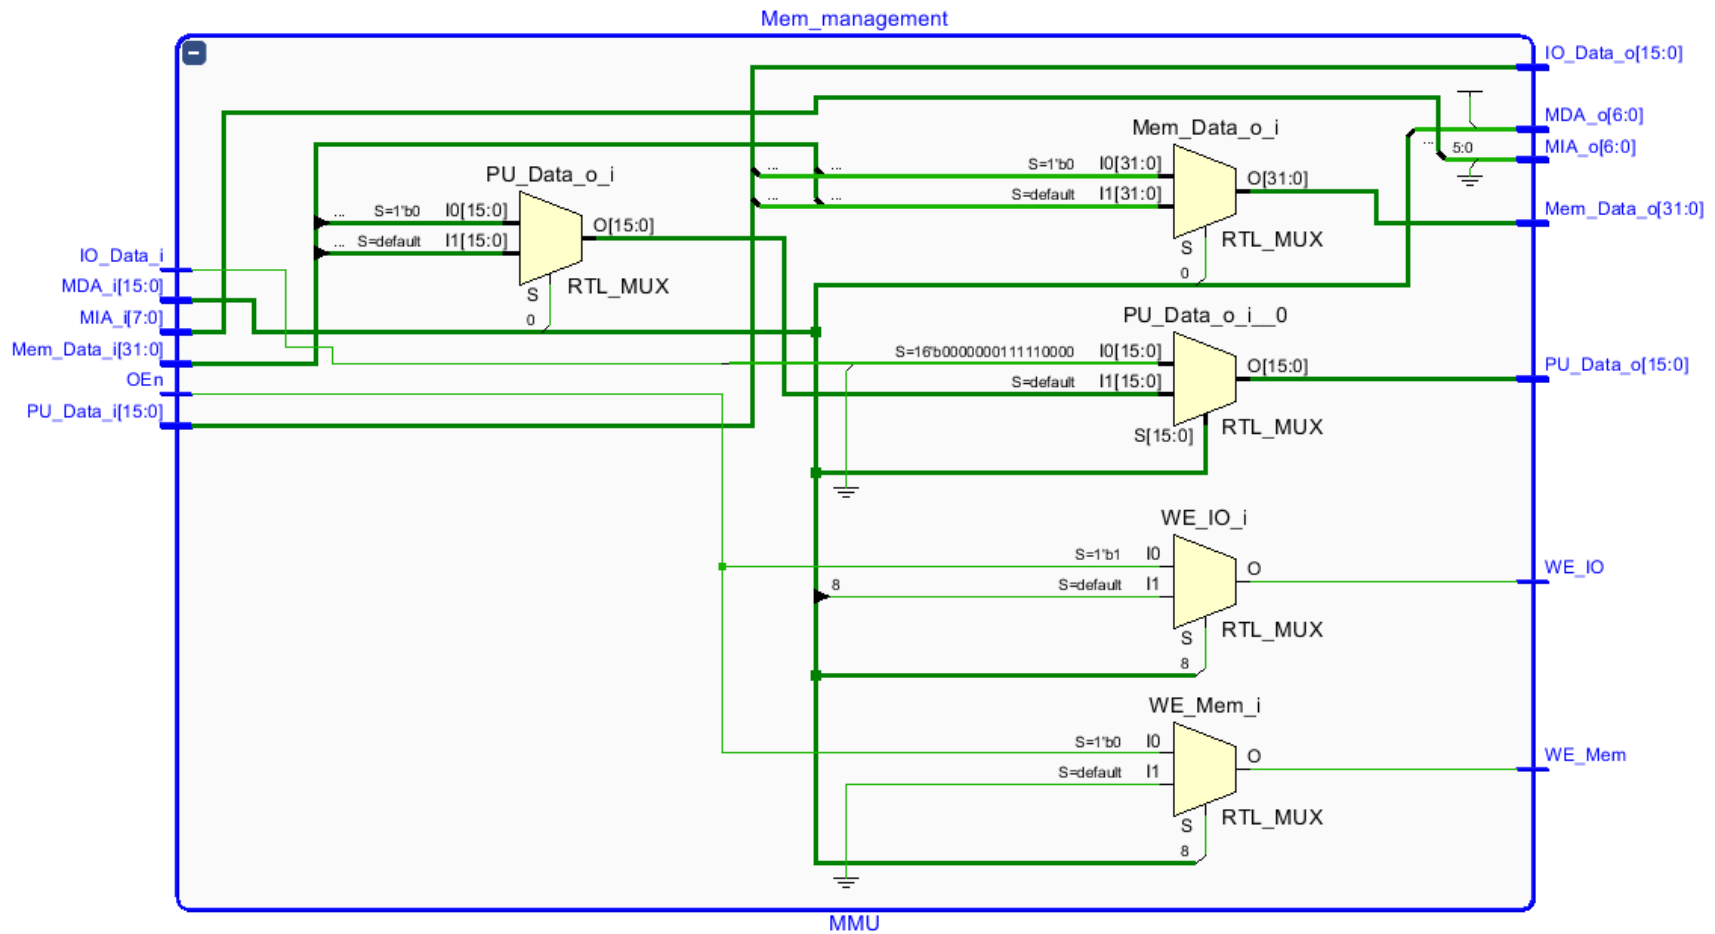 Mem_management
IO_Data_o[15:0]
MDA_o[6:0]
MIA_o[6:0]
... 5:0
Mem_Data_o_i
S=1'b0 I0[31:0]
... ...
S=default I1[31:0]
... ...
O[31:0]
S
0
RTL_MUX
Mem_Data_o[31:0]
PU_Data_o_i
... S=1'b0 I0[15:0]
... S=default I1[15:0]
O[15:0]
S
0
RTL_MUX
IO_Data_i
MDA_i[15:0]
MIA_i[7:0]
Mem_Data_i[31:0]
OEn
PU_Data_i[15:0]
PU_Data_o_i__0
S=16'b0000000111110000 I0[15:0]
S=default I1[15:0]
O[15:0]
S[15:0]
RTL_MUX
PU_Data_o[15:0]
WE_IO_i
S=1'b1 I0
8 S=default I1
O
S
8
RTL_MUX
WE_IO
WE_Mem_i
S=1'b0 I0
S=default I1
O
S
8
RTL_MUX
WE_Mem
MMU